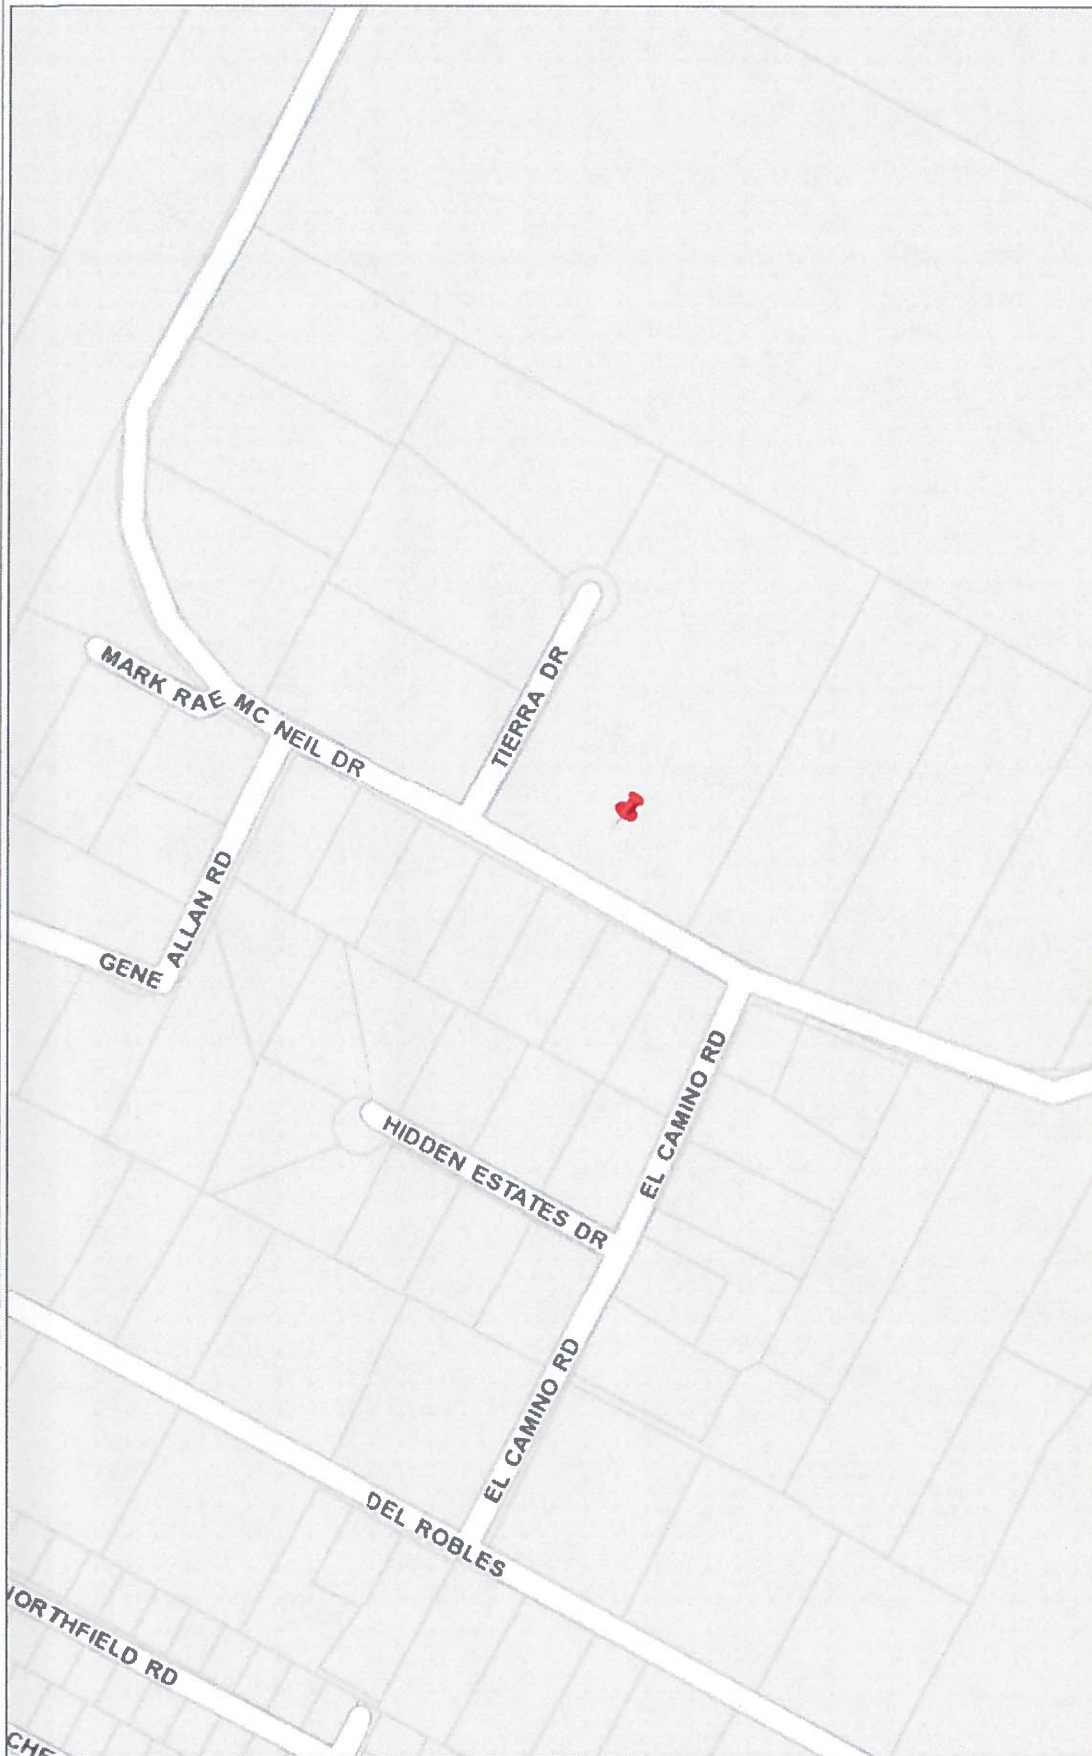 MARK RAE
MC NEIL DR
TIERRA DR
GENE ALLAN RD
EL CAMINO RD
HIDDEN ESTATES DR
EL CAMINO RD
DEL ROBLES
NORTHFIELD RD
CHE